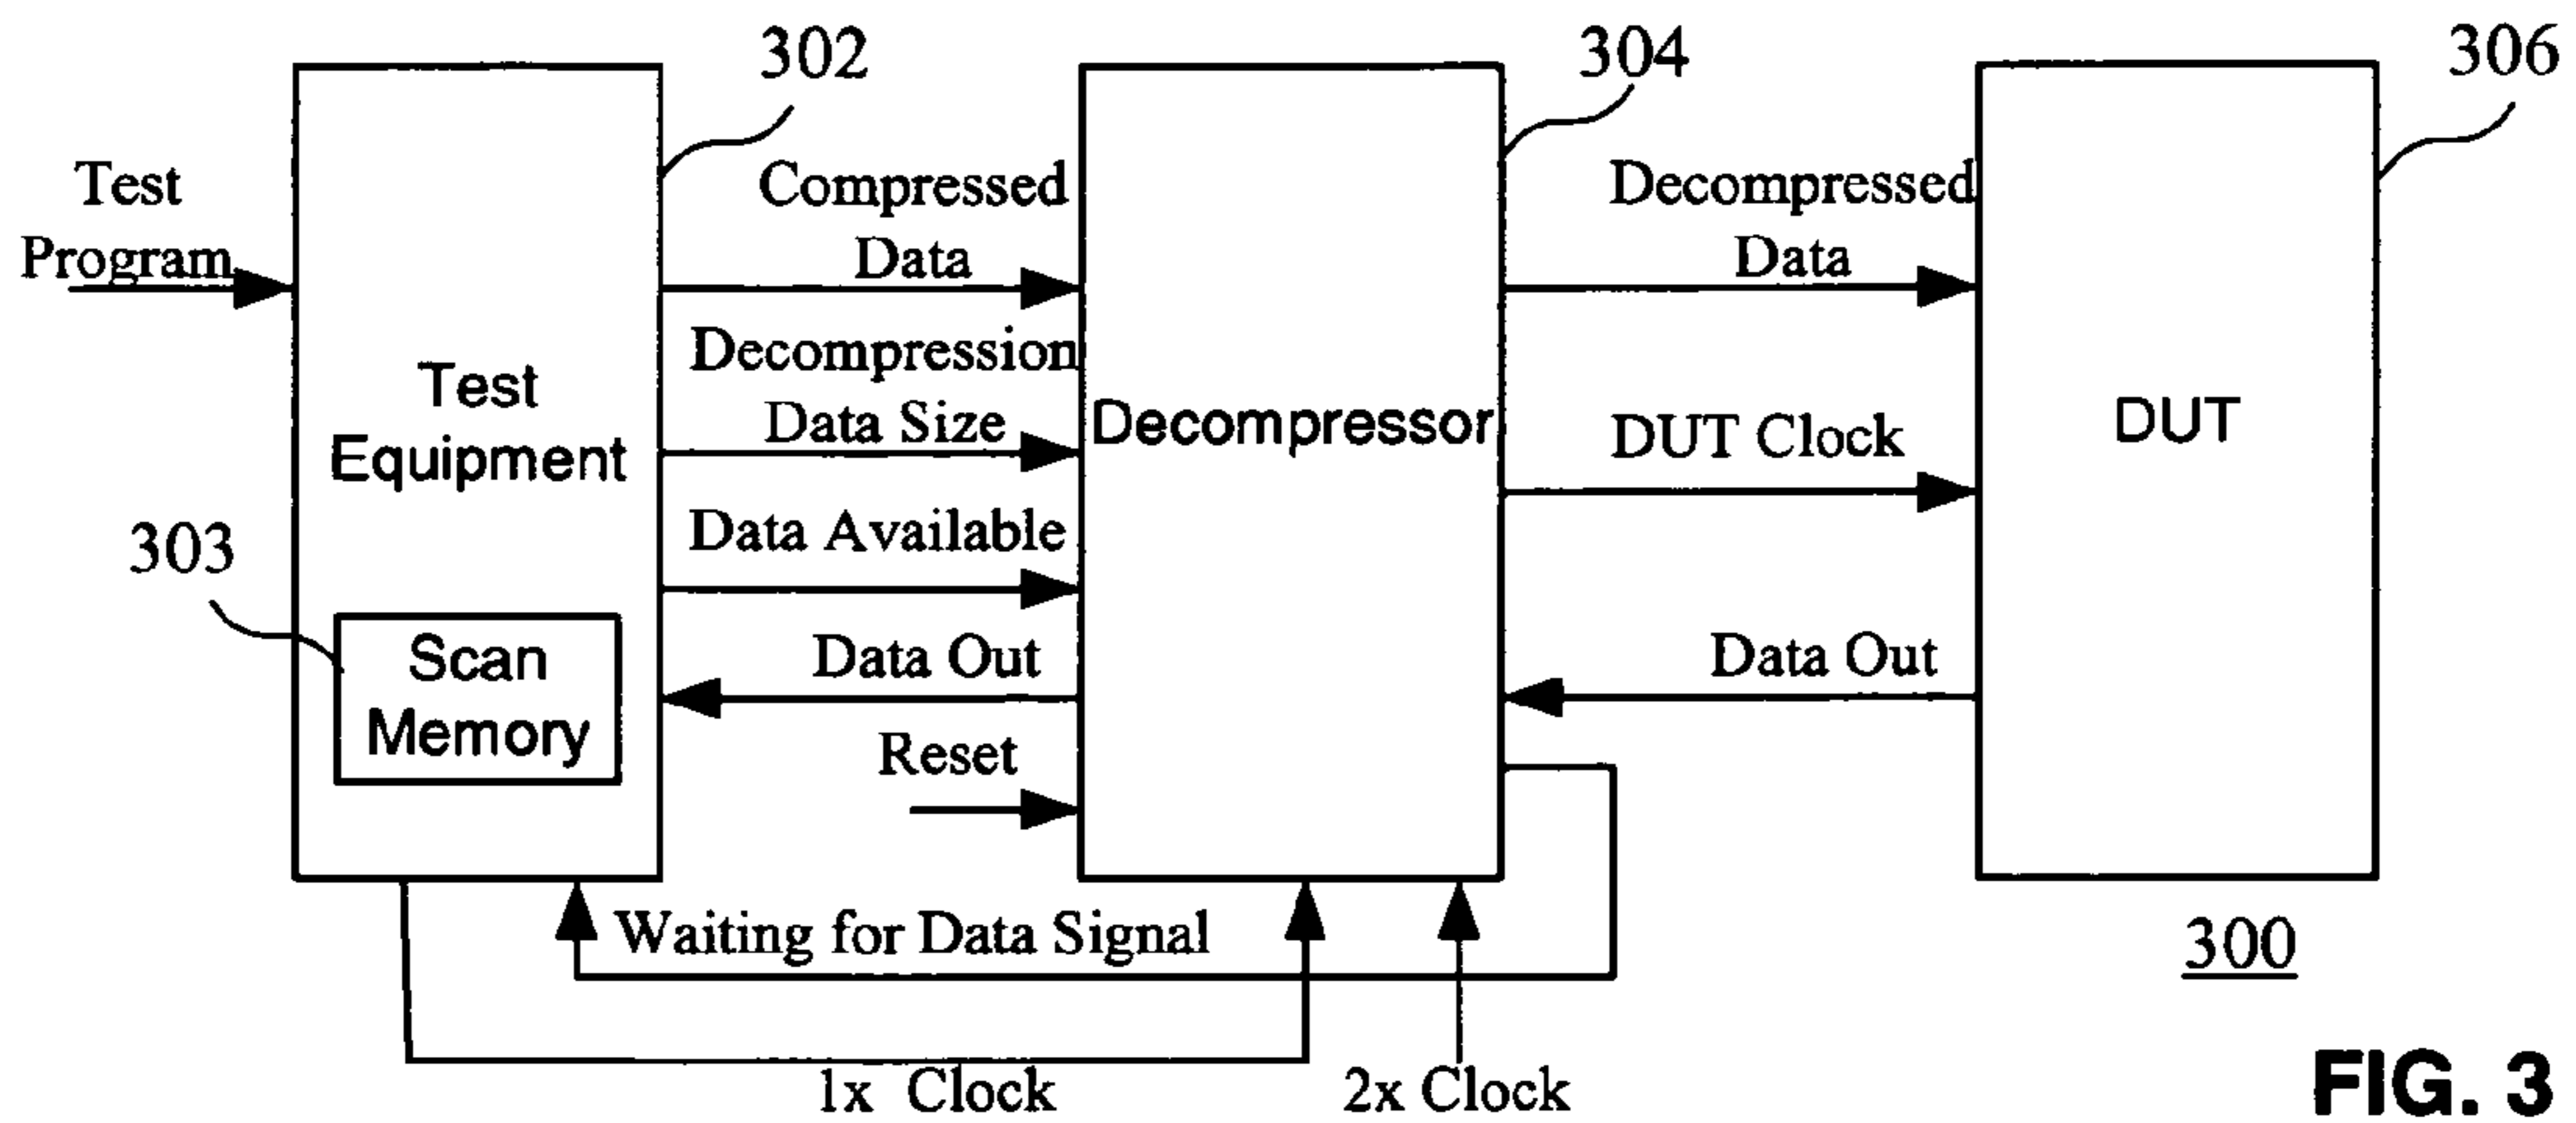 302
304
306
Test
Program
Compressed
Data
Decompressed
Data
Decompression
Data Size
Test
Equipment
Decompressor
DUT Clock
DUT
Data Available
303
Scan
Memory
Data Out
Data Out
Reset
Waiting for Data Signal
300
1x Clock
2x Clock
FIG. 3